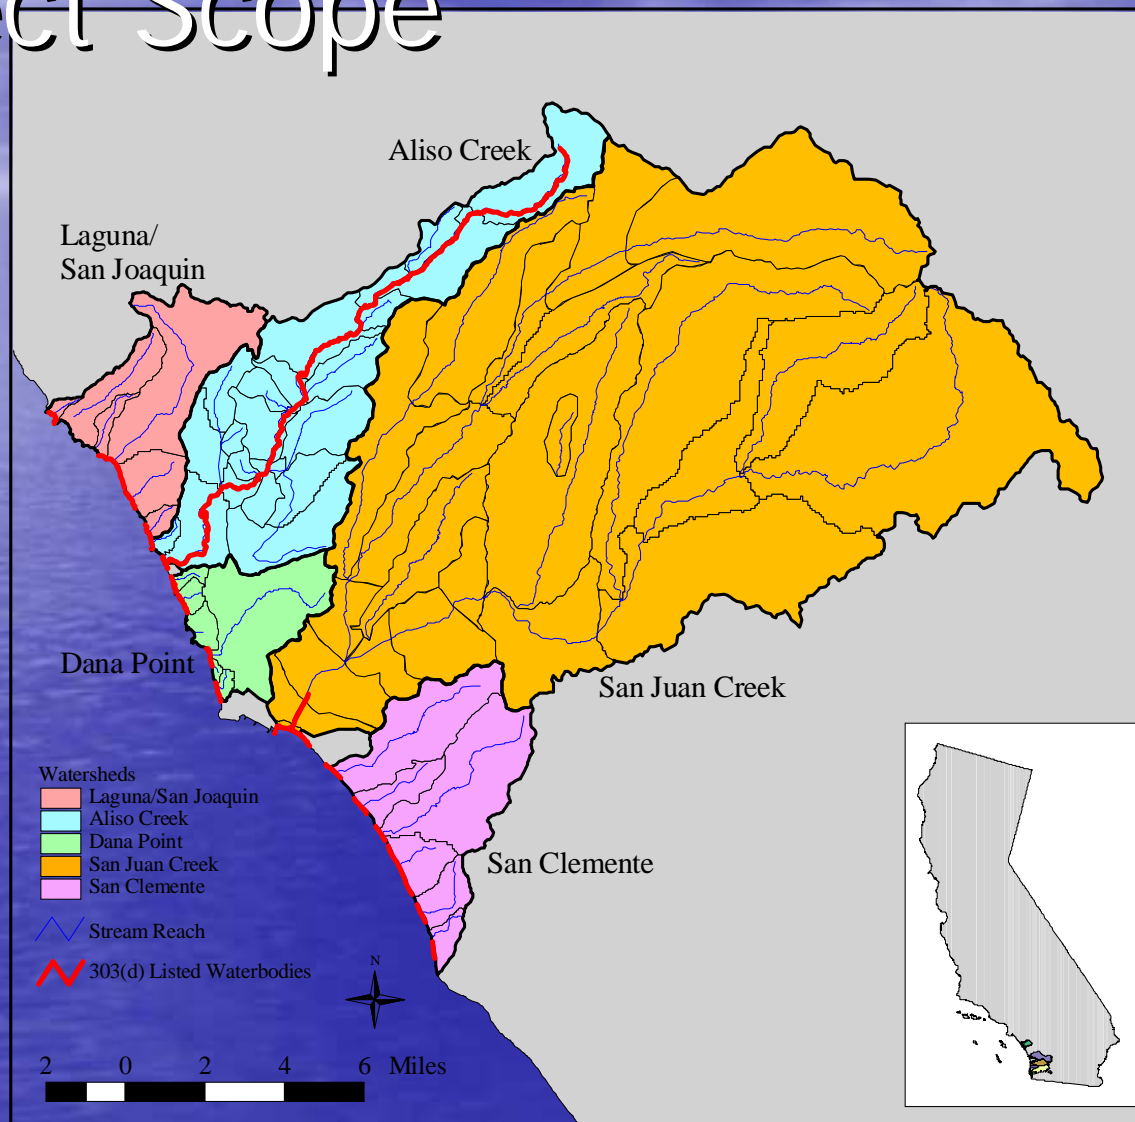 ect Scope
Aliso Creek
Laguna/
San Joaquin
Dana Point
San Juan Creek
San Clemente
Watersheds
Laguna/San Joaquin
Aliso Creek
Dana Point
San Juan Creek
San Clemente
Stream Reach
303(d) Listed Waterbodies
N
2 0 2 4 6 Miles